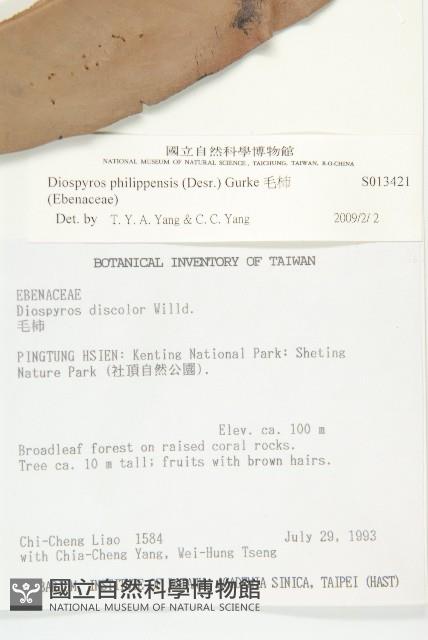 國立自然科學博物館
NATIONAL MUSEUM OF NATURAL SCIENCE, TAICHUNG, TAIWAN, R.O.CHINA
Diospyros philippensis (Desr.) Gurke 毛柿 S013421
(Ebenaceae)
Det. by T. Y. A. Yang & C. C. Yang 2009/2/ 2
BOTANICAL INVENTORY OF TAIWAN
EBENACEAE
Diospyros discolor Willd.
毛柿
PINGTUNG HSIEN: Kenting National Park: Sheting
Nature Park (社頂自然公園).
Elev. ca. 100 m
Broadleaf forest on raised coral rocks.
Tree ca. 10 m tall; fruits with brown hairs.
Chi-Cheng Liao 1584 July 29, 1993
with Chia-Cheng Yang, Wei-Hung Tseng
SINICA, TAIPEI (HAST)
國立自然科學博物館
NATIONAL MUSEUM OF NATURAL SCIENCE